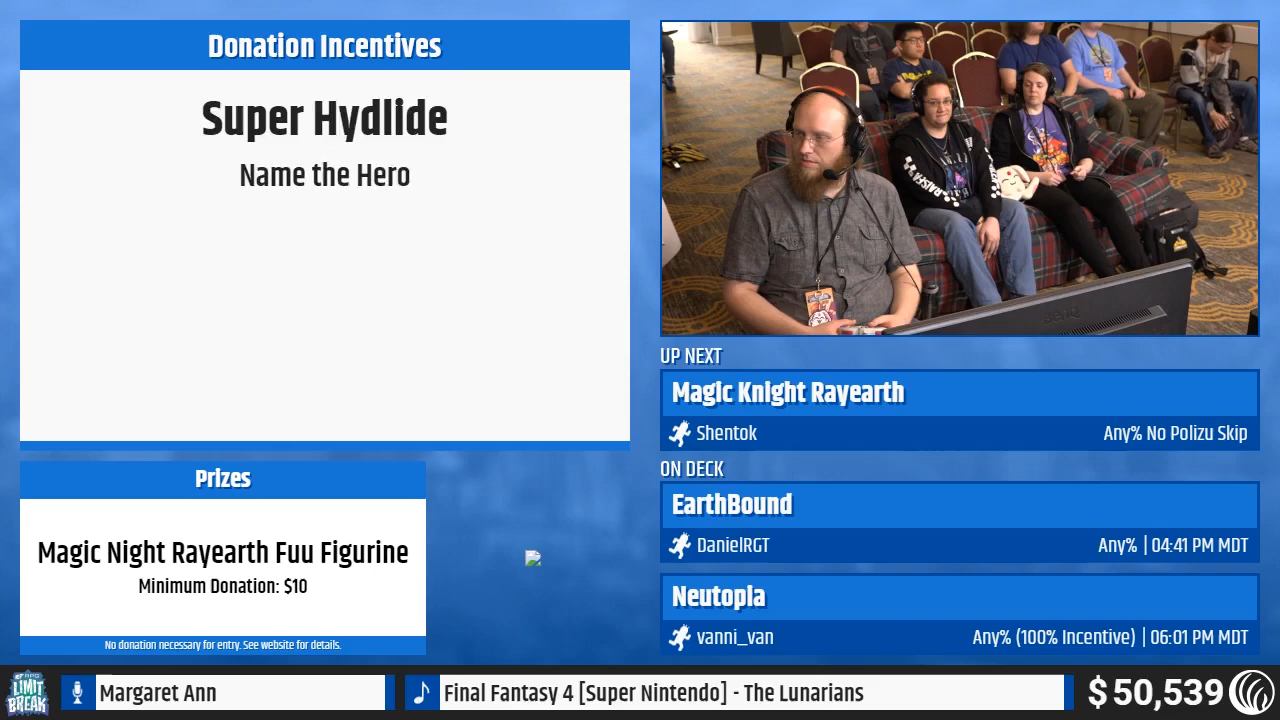 Donation Incentives
Super Hydlide
Name the Hero
BENQ
UP NEXT
Magic Knight Rayearth
Shentok
Any% No Polizu Skip
ON DECK
EarthBound
DanielRGT
Any% | 04:41 PM MDT
Neutopia
vanni_van
Any% (100% Incentive) | 06:01 PM MDT
Prizes
Magic Night Rayearth Fuu Figurine
Minimum Donation: $10
No donation necessary for entry. See website for details.
RPG
LIMIT
BREAK
Margaret Ann
Final Fantasy 4 [Super Nintendo] - The Lunarians
$50,539